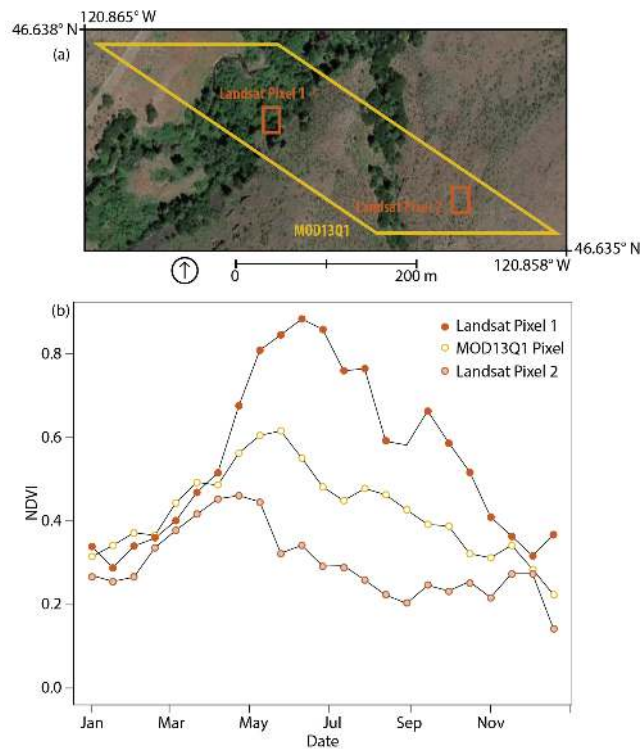 120.865° W
46.638° N
(a)
Landsat Pixel 1
Landsat Pixel 2
MOD13Q1
46.635° N
120.858° W
0 200 m
(b)
Landsat Pixel 1
MOD13Q1 Pixel
Landsat Pixel 2
0.8
0.6
0.4
0.2
0.0
NDVI
Jan Mar May Jul Sep Nov
Date